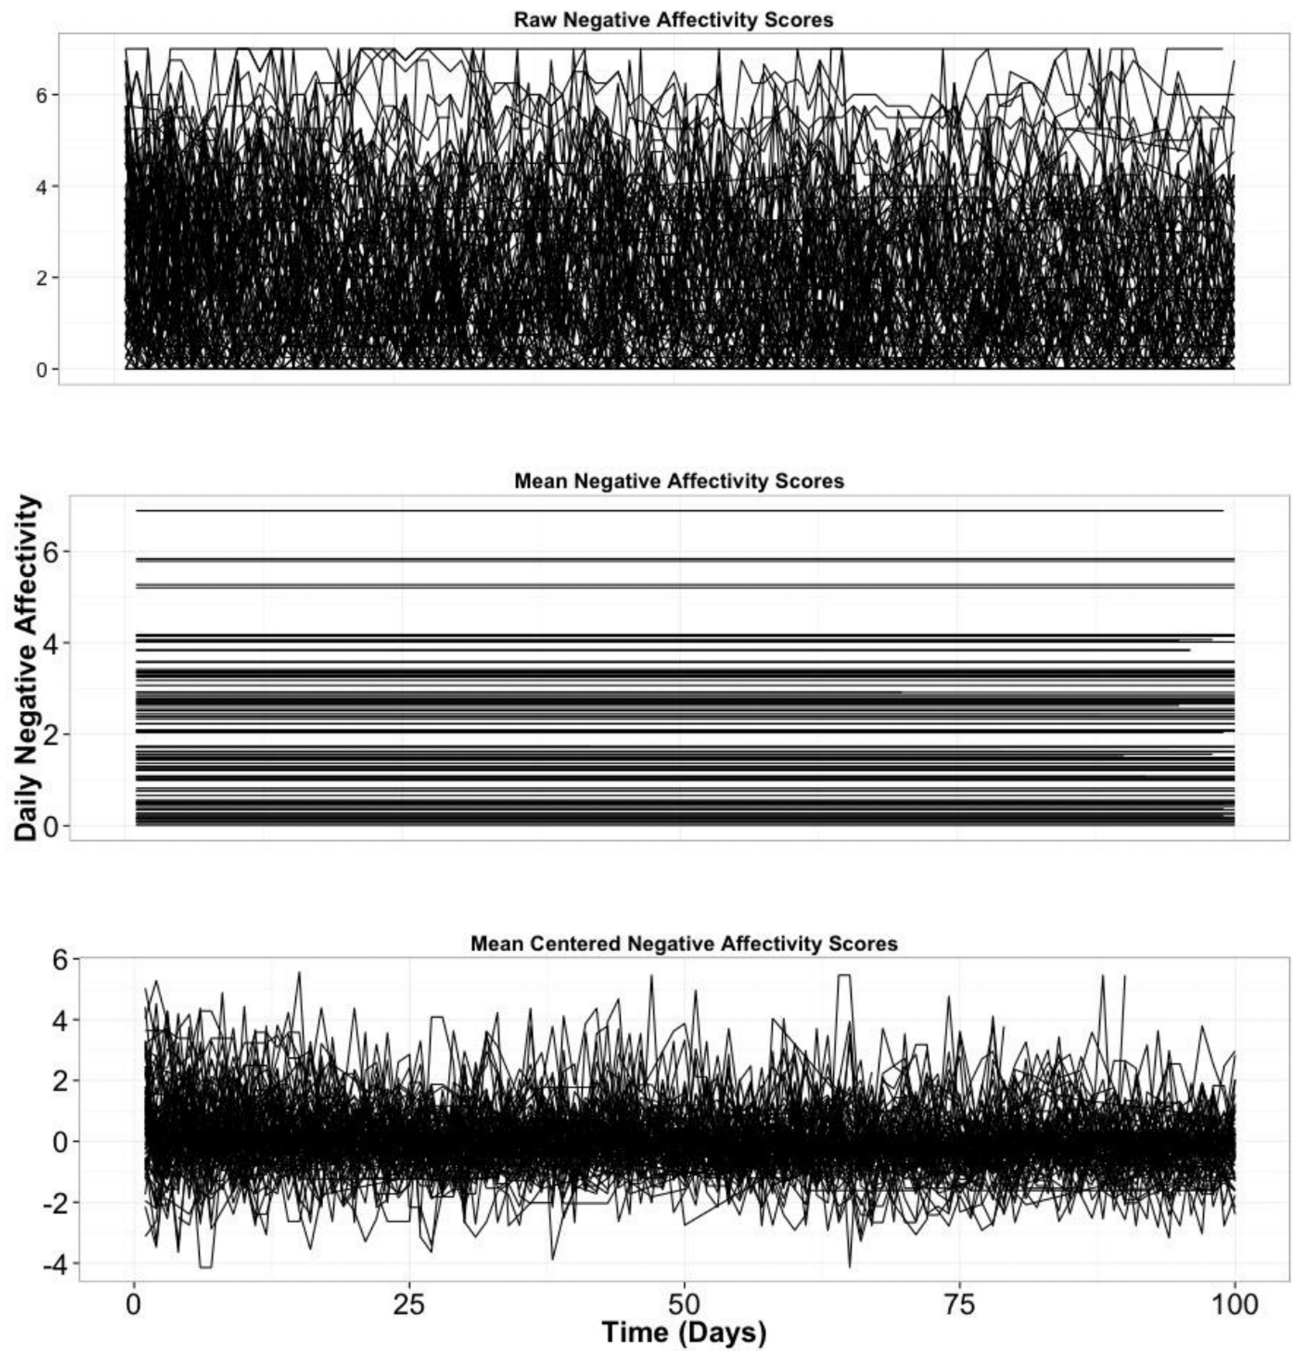 Raw Negative Affectivity Scores
6
4
2
0
Mean Negative Affectivity Scores
Daily Negative Affectivity
6
4
2
0
Mean Centered Negative Affectivity Scores
6
4
2
0
-2
-4
0 25 50 75 100
Time (Days)